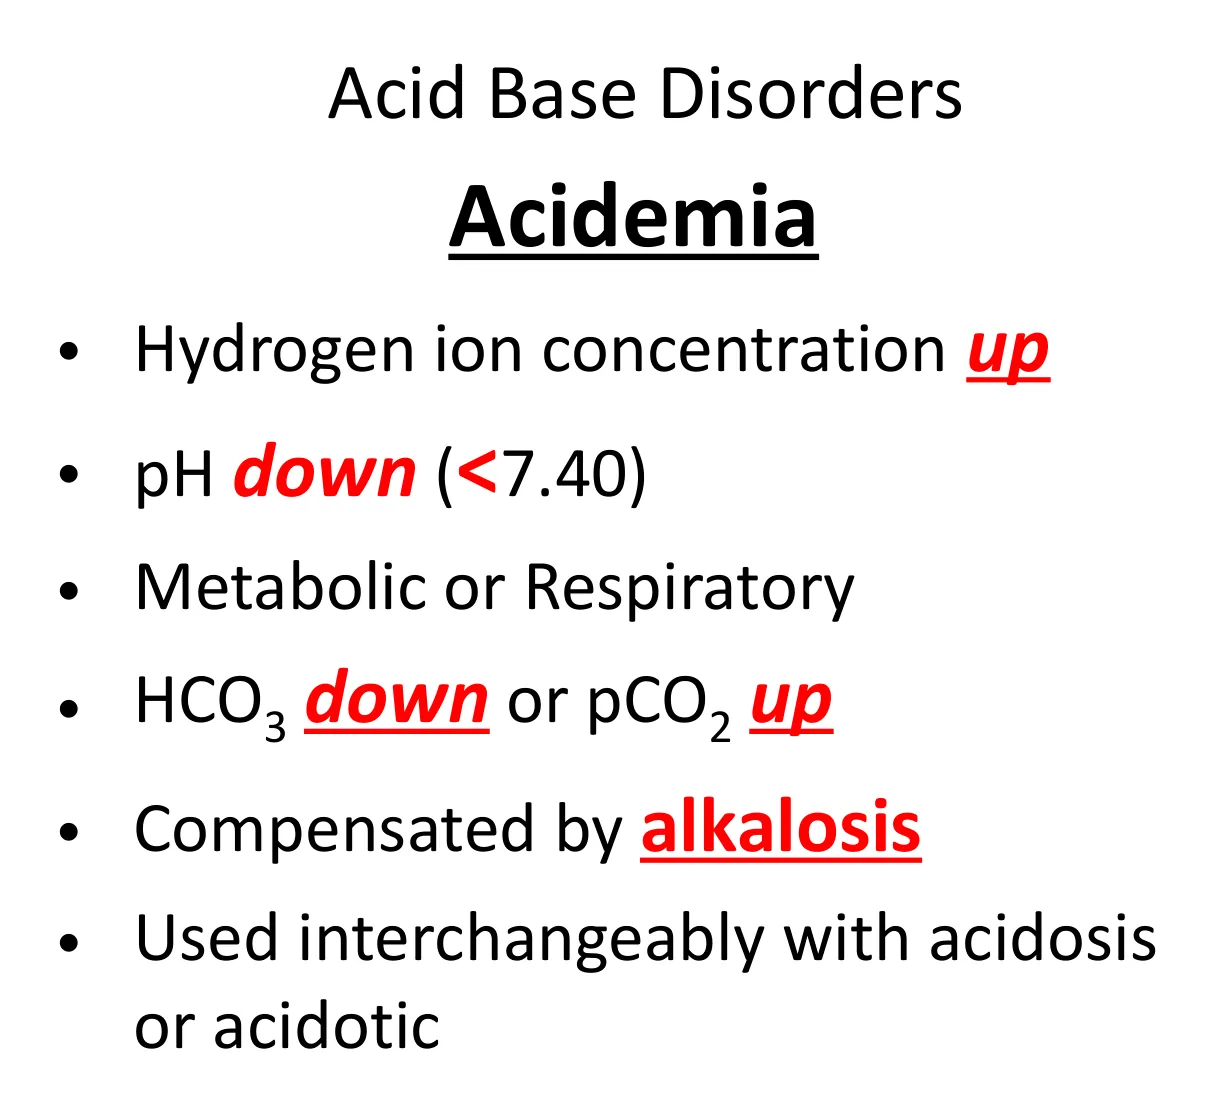 Acid Base Disorders
Acidemia
• Hydrogen ion concentration up
• pH down (<7.40)
• Metabolic or Respiratory
• HCO₃ down or pCO₂ up
• Compensated by alkalosis
• Used interchangeably with acidosis
or acidotic